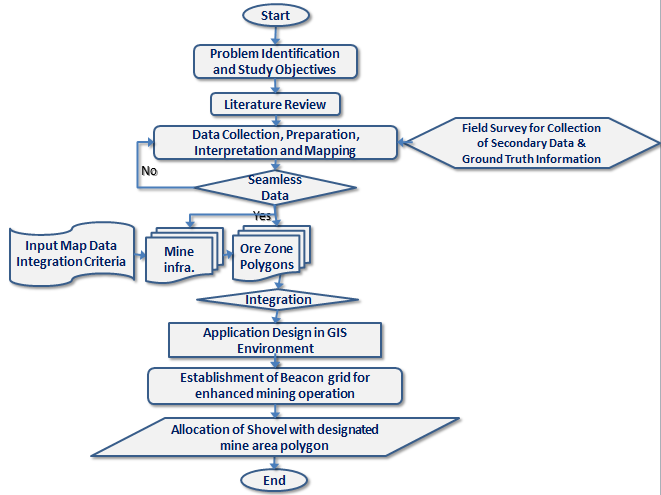 Start
Problem Identification
and Study Objectives
Literature Review
Data Collection, Preparation,
Interpretation and Mapping
Field Survey for Collection
of Secondary Data &
Ground Truth Information
No
Seamless
Data
Yes
Input Map Data
Integration Criteria
Mine
infra.
Ore Zone
Polygons
Integration
Application Design in GIS
Environment
Establishment of Beacon grid for
enhanced mining operation
Allocation of Shovel with designated
mine area polygon
End